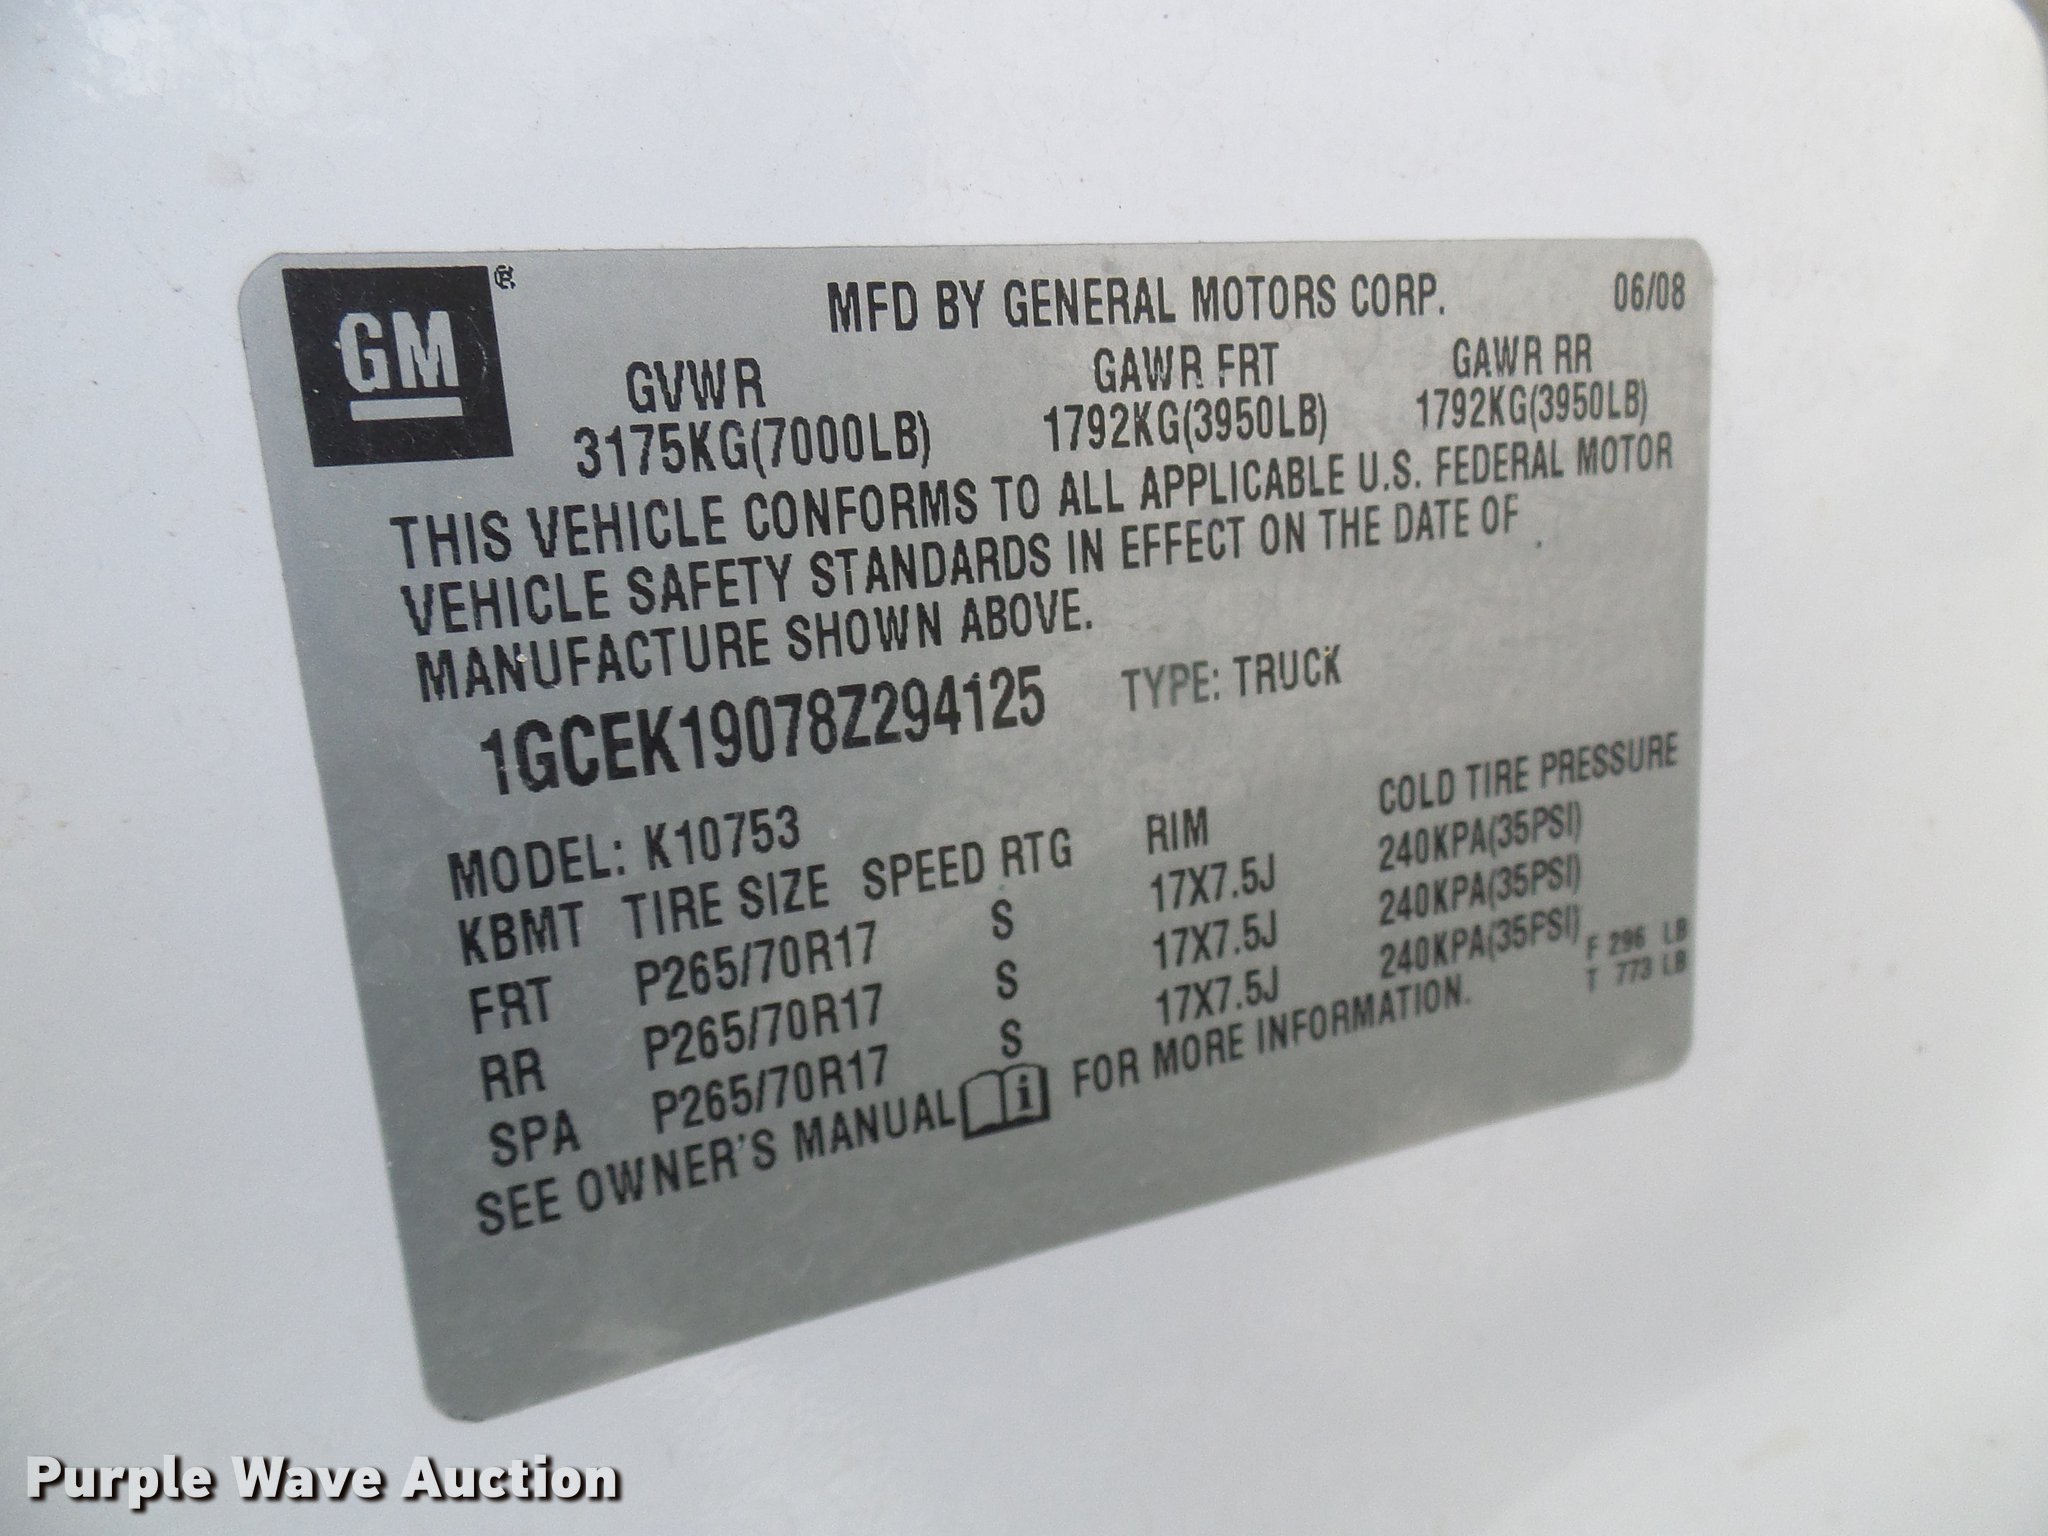 GM®
MFD BY GENERAL MOTORS CORP. 06/08
GVWR GAWR FRT GAWR RR
3175KG(7000LB) 1792KG(3950LB) 1792KG(3950LB)
THIS VEHICLE CONFORMS TO ALL APPLICABLE U.S. FEDERAL MOTOR
VEHICLE SAFETY STANDARDS IN EFFECT ON THE DATE OF
MANUFACTURE SHOWN ABOVE.
1GCEK19078Z294125 TYPE: TRUCK
MODEL: K10753
KBMT TIRE SIZE SPEED RTG RIM COLD TIRE PRESSURE
FRT P265/70R17 S 17X7.5J 240KPA(35PSI)
RR P265/70R17 S 17X7.5J 240KPA(35PSI)
SPA P265/70R17 S 17X7.5J 240KPA(35PSI)
F 296 LB
T 773 LB
SEE OWNER'S MANUAL i FOR MORE INFORMATION.
Purple Wave Auction